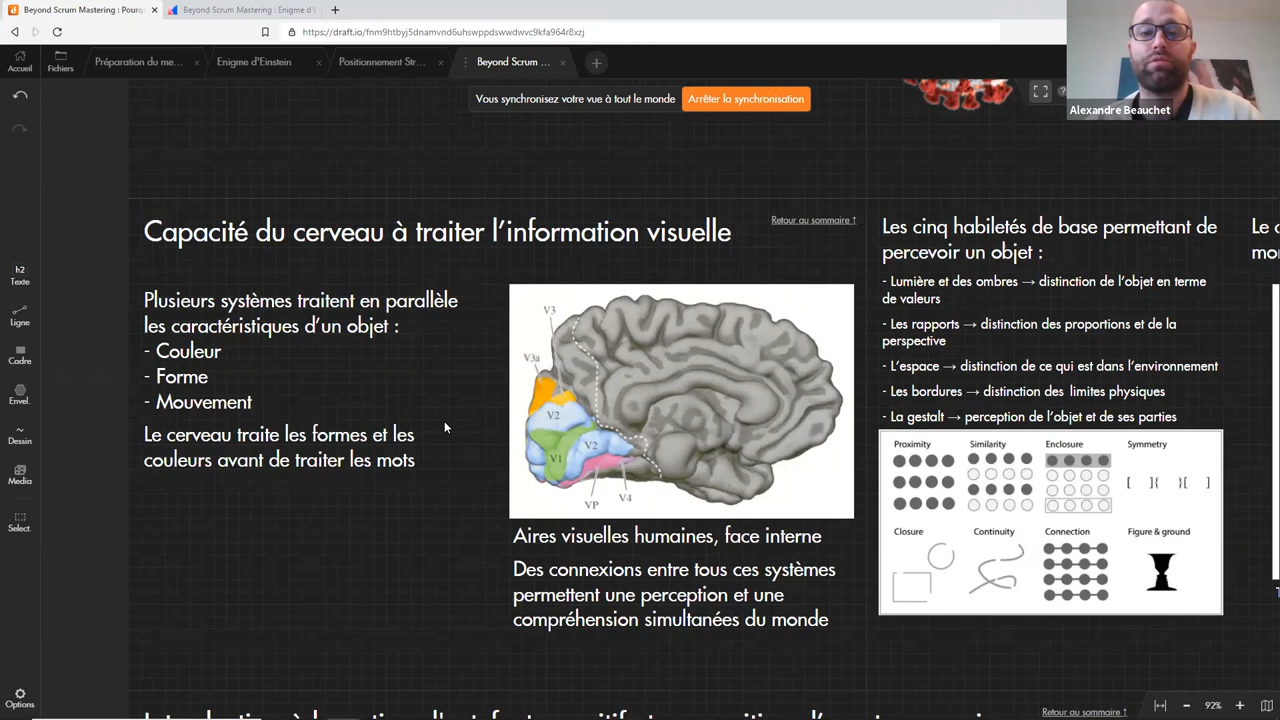 Beyond Scrum Mastering : Pourqu
Beyond Scrum Mastering : Enigme d'E
https://draft.io/fnm9htbyj5dnamvnd6uhswppdswwdwvc9kfa964r8xzj
Accueil
Fichiers
Préparation du me...
Enigme d'Einstein
Positionnement Str...
Beyond Scrum ...
Vous synchronisez votre vue à tout le monde
Arrêter la synchronisation
Alexandre Beauchet
h2
Texte
Ligne
Cadre
Envel.
Dessin
Média
Select.
Options
Capacité du cerveau à traiter l'information visuelle
Retour au sommaire ↑
Plusieurs systèmes traitent en parallèle
les caractéristiques d'un objet :
- Couleur
- Forme
- Mouvement
Le cerveau traite les formes et les
couleurs avant de traiter les mots
V3
V3a
V2
V2
V1
VP
V4
Aires visuelles humaines, face interne
Des connexions entre tous ces systèmes
permettent une perception et une
compréhension simultanées du monde
Les cinq habiletés de base permettant de
percevoir un objet :
- Lumière et des ombres → distinction de l'objet en terme
de valeurs
- Les rapports → distinction des proportions et de la
perspective
- L'espace → distinction de ce qui est dans l'environnement
- Les bordures → distinction des limites physiques
- La gestalt → perception de l'objet et de ses parties
Proximity
Similarity
Enclosure
Symmetry
[ ]{ }[ ]
Closure
Continuity
Connection
Figure & ground
Le c
mor
Retour au sommaire ↑
92%